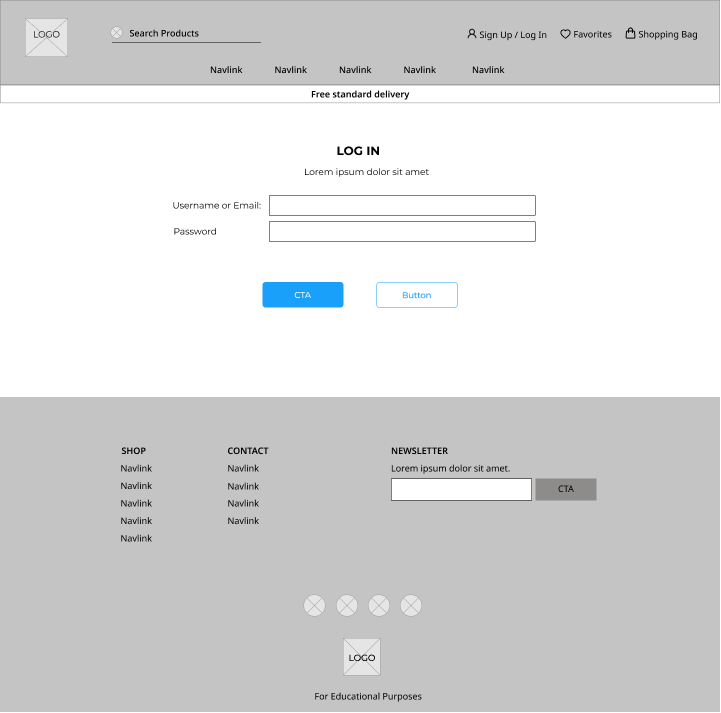 LOGO
Search Products
Sign Up / Log In
Favorites
Shopping Bag
Navlink Navlink Navlink Navlink Navlink
Free standard delivery
LOG IN
Lorem ipsum dolor sit amet
Username or Email:
Password
CTA
Button
SHOP
Navlink
Navlink
Navlink
Navlink
Navlink
CONTACT
Navlink
Navlink
Navlink
Navlink
NEWSLETTER
Lorem ipsum dolor sit amet.
CTA
LOGO
For Educational Purposes